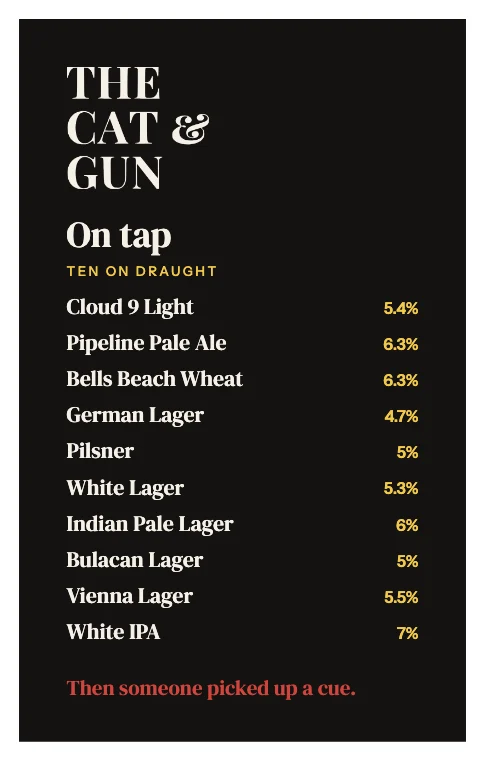 THE
CAT &
GUN
On tap
TEN ON DRAUGHT
Cloud 9 Light 5.4%
Pipeline Pale Ale 6.3%
Bells Beach Wheat 6.3%
German Lager 4.7%
Pilsner 5%
White Lager 5.3%
Indian Pale Lager 6%
Bulacan Lager 5%
Vienna Lager 5.5%
White IPA 7%
Then someone picked up a cue.